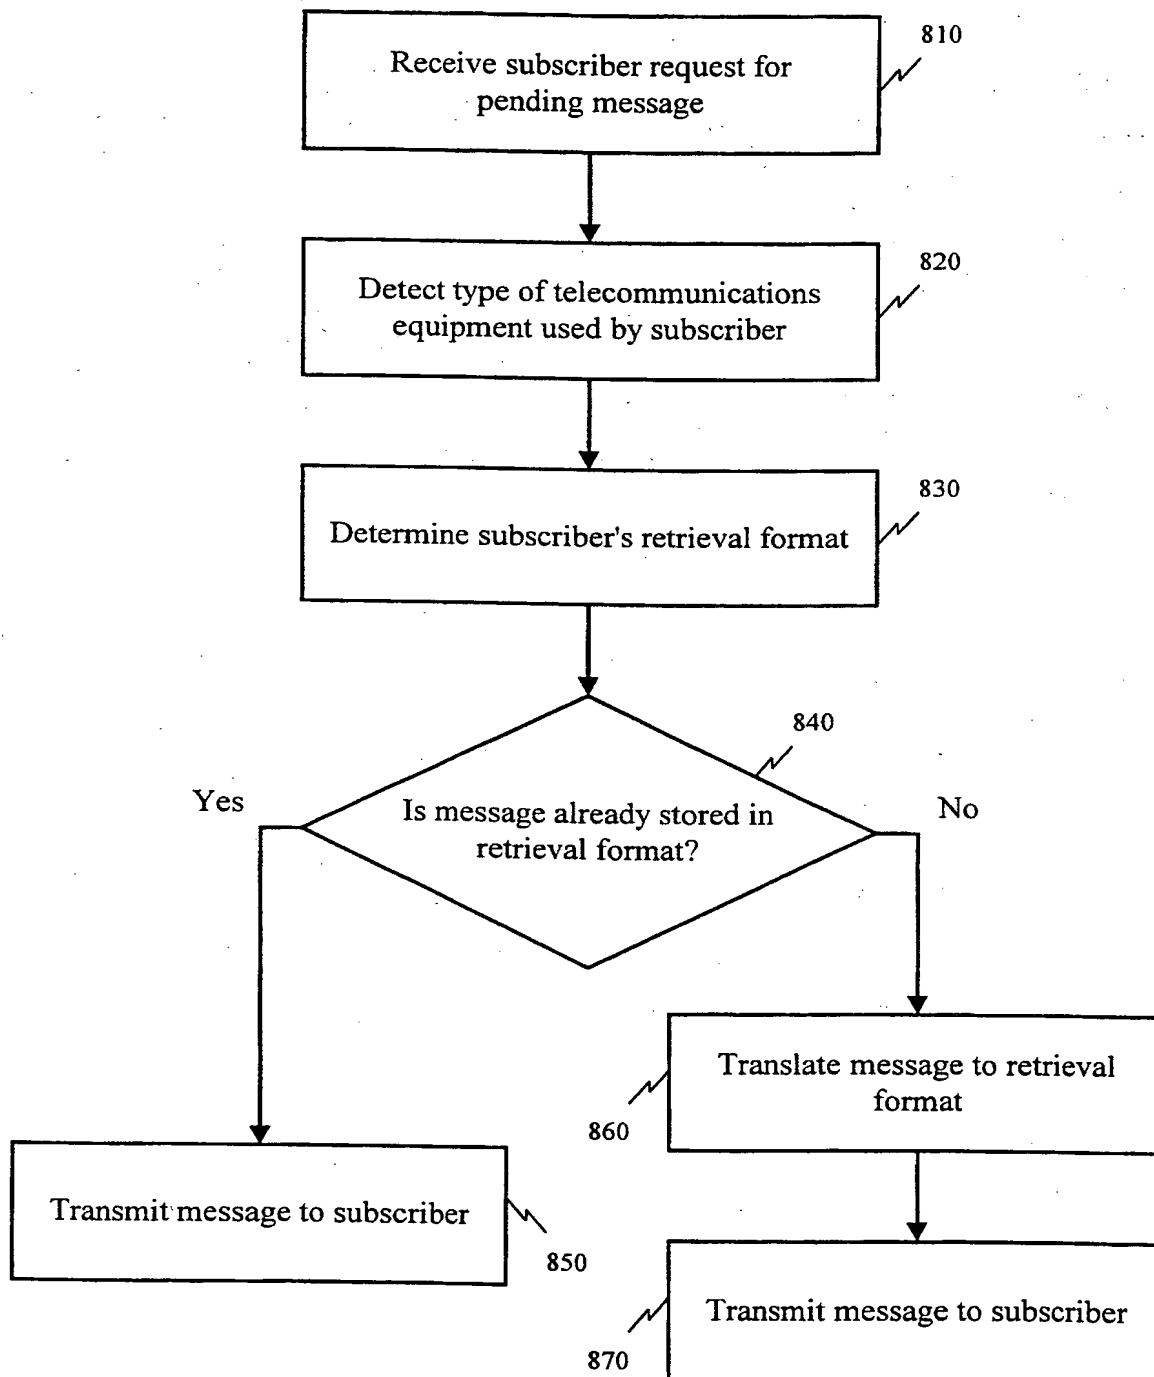 810
Receive subscriber request for
pending message
820
Detect type of telecommunications
equipment used by subscriber
830
Determine subscriber's retrieval format
840
Yes
Is message already stored in
retrieval format?
No
Translate message to retrieval
format
860
Transmit message to subscriber
850
Transmit message to subscriber
870